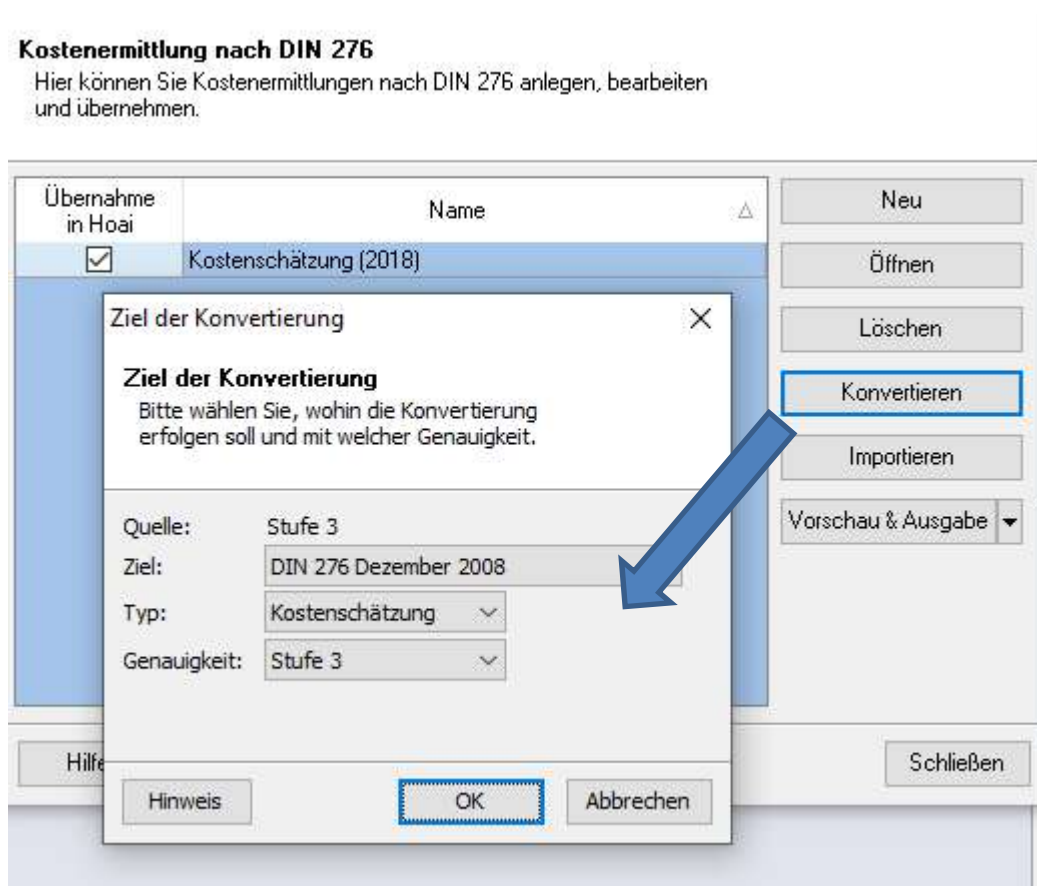 Kostenermittlung nach DIN 276
Hier können Sie Kostenermittlungen nach DIN 276 anlegen, bearbeiten
und übernehmen.
Übernahme
in Hoai
Name
Kostenschätzung (2018)
Neu
Öffnen
Löschen
Konvertieren
Importieren
Vorschau & Ausgabe
Ziel der Konvertierung
Ziel der Konvertierung
Bitte wählen Sie, wohin die Konvertierung
erfolgen soll und mit welcher Genauigkeit.
Quelle: Stufe 3
Ziel: DIN 276 Dezember 2008
Typ: Kostenschätzung
Genauigkeit: Stufe 3
Hinweis
OK
Abbrechen
Hilfe
Schließen